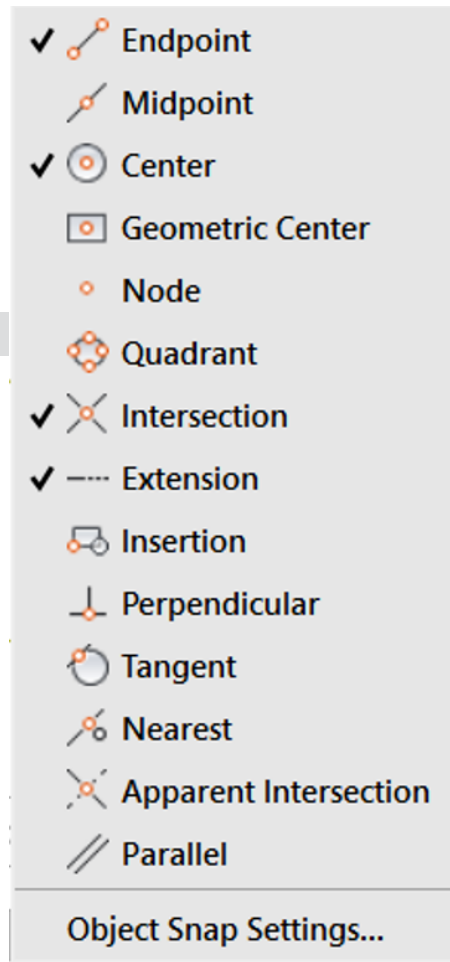 Endpoint
Midpoint
Center
Geometric Center
Node
Quadrant
Intersection
Extension
Insertion
Perpendicular
Tangent
Nearest
Apparent Intersection
Parallel
Object Snap Settings...